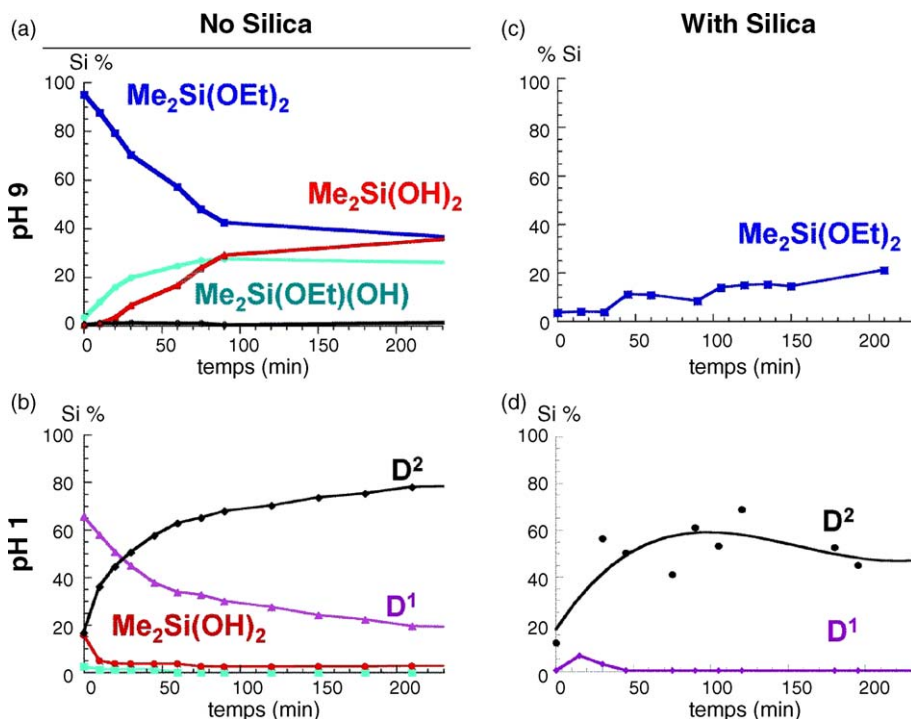 No Silica
With Silica
(a)
Si %
100
80
60
40
20
0
Me₂Si(OEt)₂
Me₂Si(OH)₂
Me₂Si(OEt)(OH)
0 50 100 150 200
temps (min)
pH 9
(c)
% Si
100
80
60
40
20
0
Me₂Si(OEt)₂
0 50 100 150 200
temps (min)
(b)
Si %
100
80
60
40
20
0
D²
D¹
Me₂Si(OH)₂
0 50 100 150 200
temps (min)
pH 1
(d)
Si %
100
80
60
40
20
0
D²
D¹
0 50 100 150 200
temps (min)